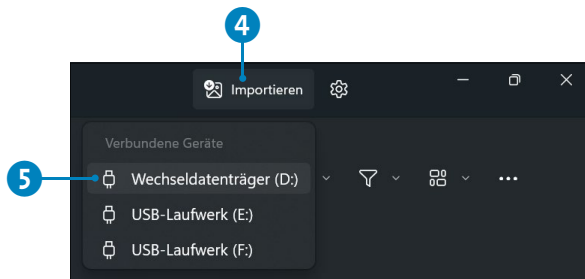 4
Importieren
Verbundene Geräte
5
Wechseldatenträger (D:)
USB-Laufwerk (E:)
USB-Laufwerk (F:)